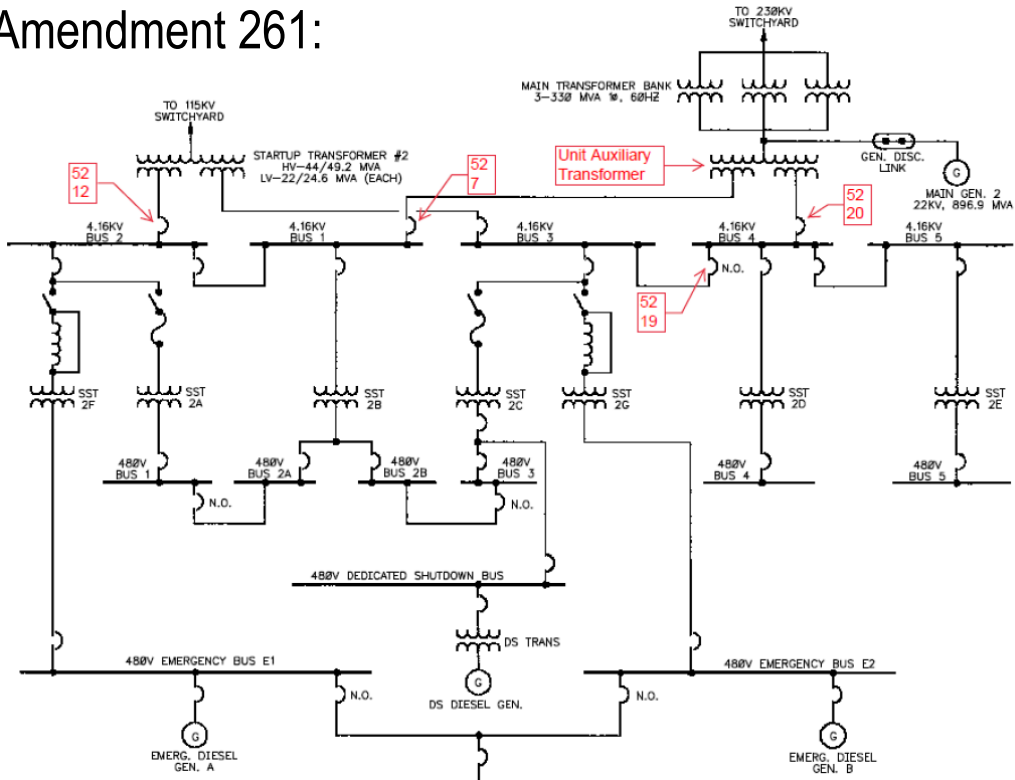 Amendment 261:
TO 230KV
SWITCHYARD
MAIN TRANSFORMER BANK
3-330 MVA 1ø, 60HZ
TO 115KV
SWITCHYARD
STARTUP TRANSFORMER #2
HV-44/49.2 MVA
LV-22/24.6 MVA (EACH)
Unit Auxiliary
Transformer
GEN. DISC.
LINK
G
MAIN GEN. 2
22KV, 896.9 MVA
52
12
52
7
52
20
4.16KV
BUS 2
4.16KV
BUS 1
4.16KV
BUS 3
4.16KV
BUS 4
4.16KV
BUS 5
N.O.
52
19
SST
2F
SST
2A
SST
2B
SST
2C
SST
2G
SST
2D
SST
2E
480V
BUS 1
480V
BUS 2A
480V
BUS 2B
480V
BUS 3
480V
BUS 4
480V
BUS 5
N.O.
N.O.
480V DEDICATED SHUTDOWN BUS
DS TRANS
G
DS DIESEL GEN.
480V EMERGENCY BUS E1
480V EMERGENCY BUS E2
N.O.
N.O.
G
EMERG. DIESEL
GEN. A
G
EMERG. DIESEL
GEN. B